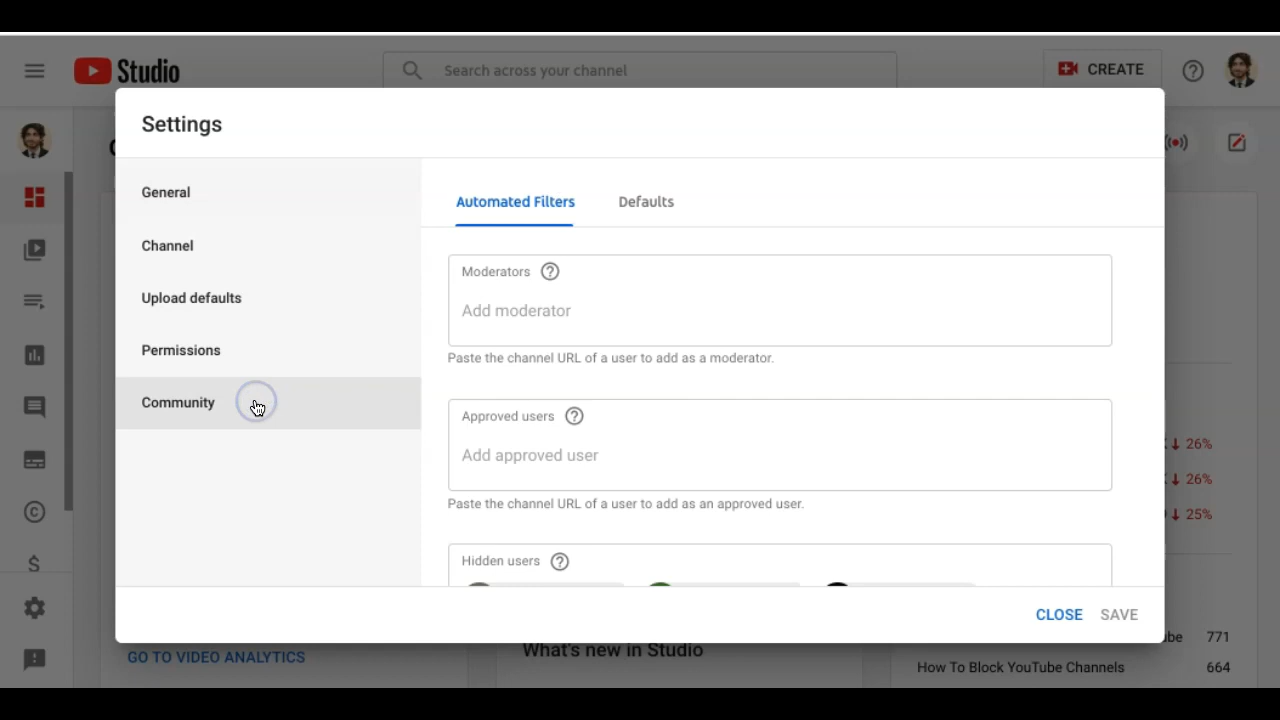 Studio
Search across your channel
CREATE
Settings
General
Channel
Upload defaults
Permissions
Community
Automated Filters
Defaults
Moderators
Add moderator
Paste the channel URL of a user to add as a moderator.
Approved users
Add approved user
Paste the channel URL of a user to add as an approved user.
Hidden users
CLOSE
SAVE
26%
26%
25%
GO TO VIDEO ANALYTICS
What's new in Studio
771
How To Block YouTube Channels
664